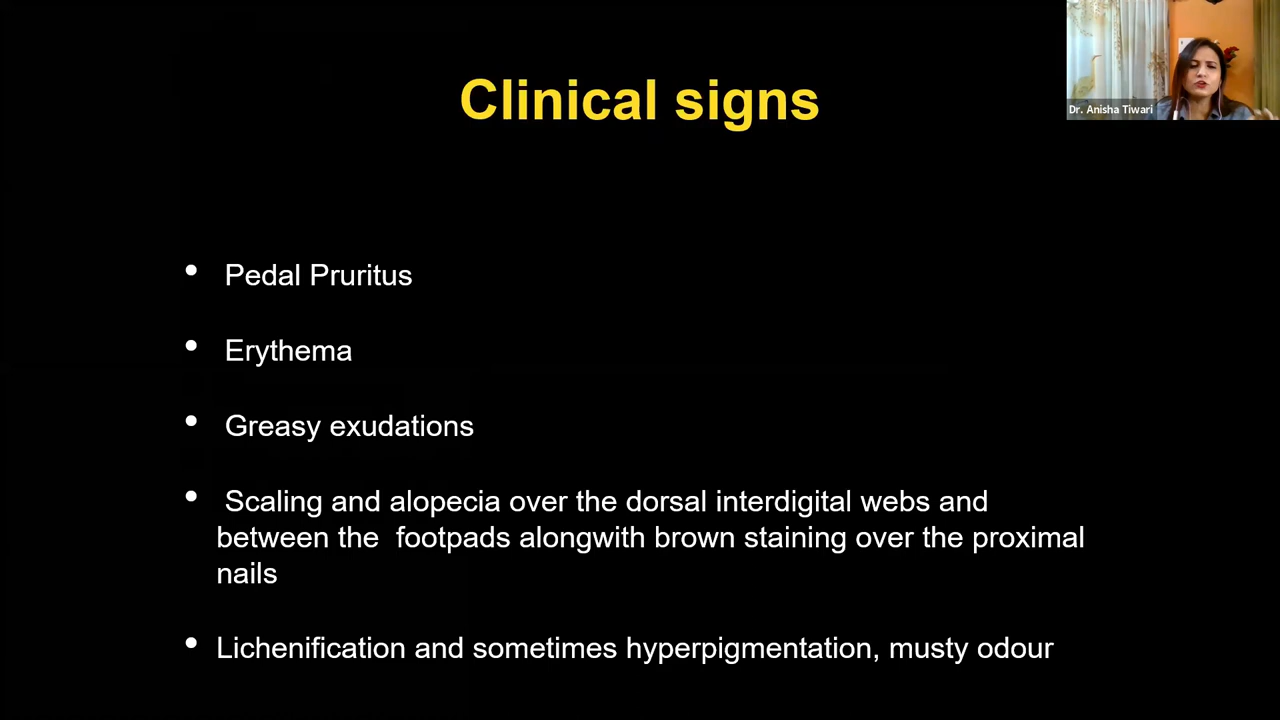 Clinical signs
Dr. Anisha Tiwari
• Pedal Pruritus
• Erythema
• Greasy exudations
• Scaling and alopecia over the dorsal interdigital webs and
between the footpads alongwith brown staining over the proximal
nails
• Lichenification and sometimes hyperpigmentation, musty odour